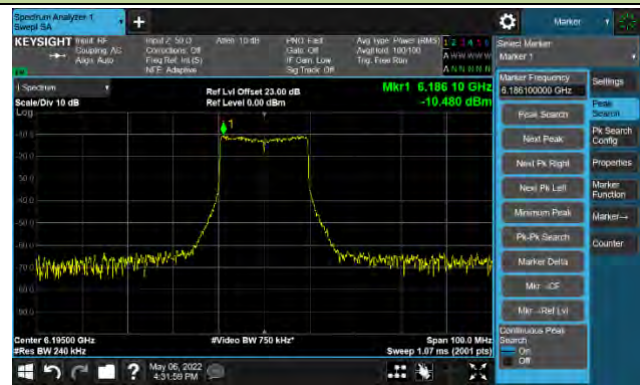 Spectrum Analyzer 1
Swept SA
Marker
KEYSIGHT
Input: RF
Coupling: AC
Align: Auto
Input Z: 50 Ω
Corrections: Off
Freq Ref: Int (S)
NFE: Adaptive
Atten: 10 dB
PNO: Fast
Gate: Off
IF Gain: Low
Sig Track: Off
Avg Type: Power (RMS)
Avg|Hold: 100/100
Trig: Free Run
1 2 3 4 5 6
A W W W W W
A N N N N N
Select Marker
Marker 1
1 Spectrum
Scale/Div 10 dB
Log
Ref Lvl Offset 23.00 dB
Ref Level 0.00 dBm
Mkr1 6.186 10 GHz
-10.480 dBm
1
-10.0
-30.0
-40.0
-50.0
-60.0
-70.0
-90.0
Center 6.19500 GHz
#Res BW 240 kHz
#Video BW 750 kHz*
Span 100.0 MHz
Sweep 1.07 ms (2001 pts)
Marker Frequency
6.186100000 GHz
Peak Search
Next Peak
Next Pk Right
Next Pk Left
Minimum Peak
Pk-Pk Search
Marker Delta
Mkr→CF
Mkr→Ref Lvl
Continuous Peak
Search
On
Off
Settings
Peak
Search
Pk Search
Config
Properties
Marker
Function
Marker→
Counter
May 06, 2022
4:31:59 PM